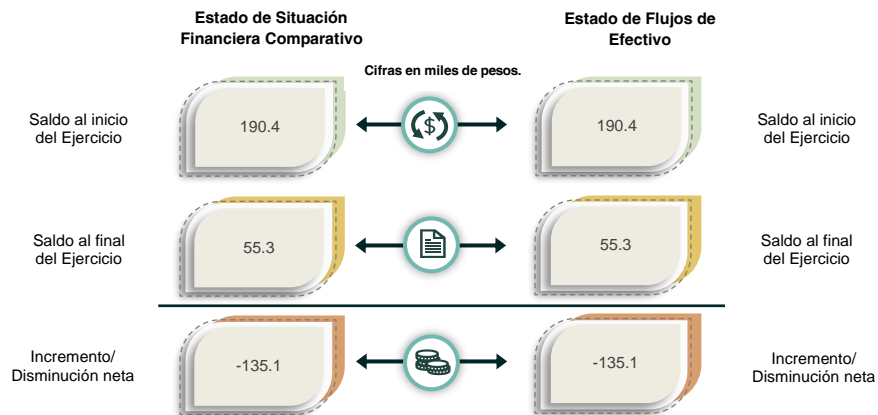 Estado de Situación
Financiera Comparativo
Estado de Flujos de
Efectivo
Cifras en miles de pesos.
Saldo al inicio
del Ejercicio
190.4
$
190.4
Saldo al inicio
del Ejercicio
Saldo al final
del Ejercicio
55.3
55.3
Saldo al final
del Ejercicio
Incremento/
Disminución neta
-135.1
-135.1
Incremento/
Disminución neta